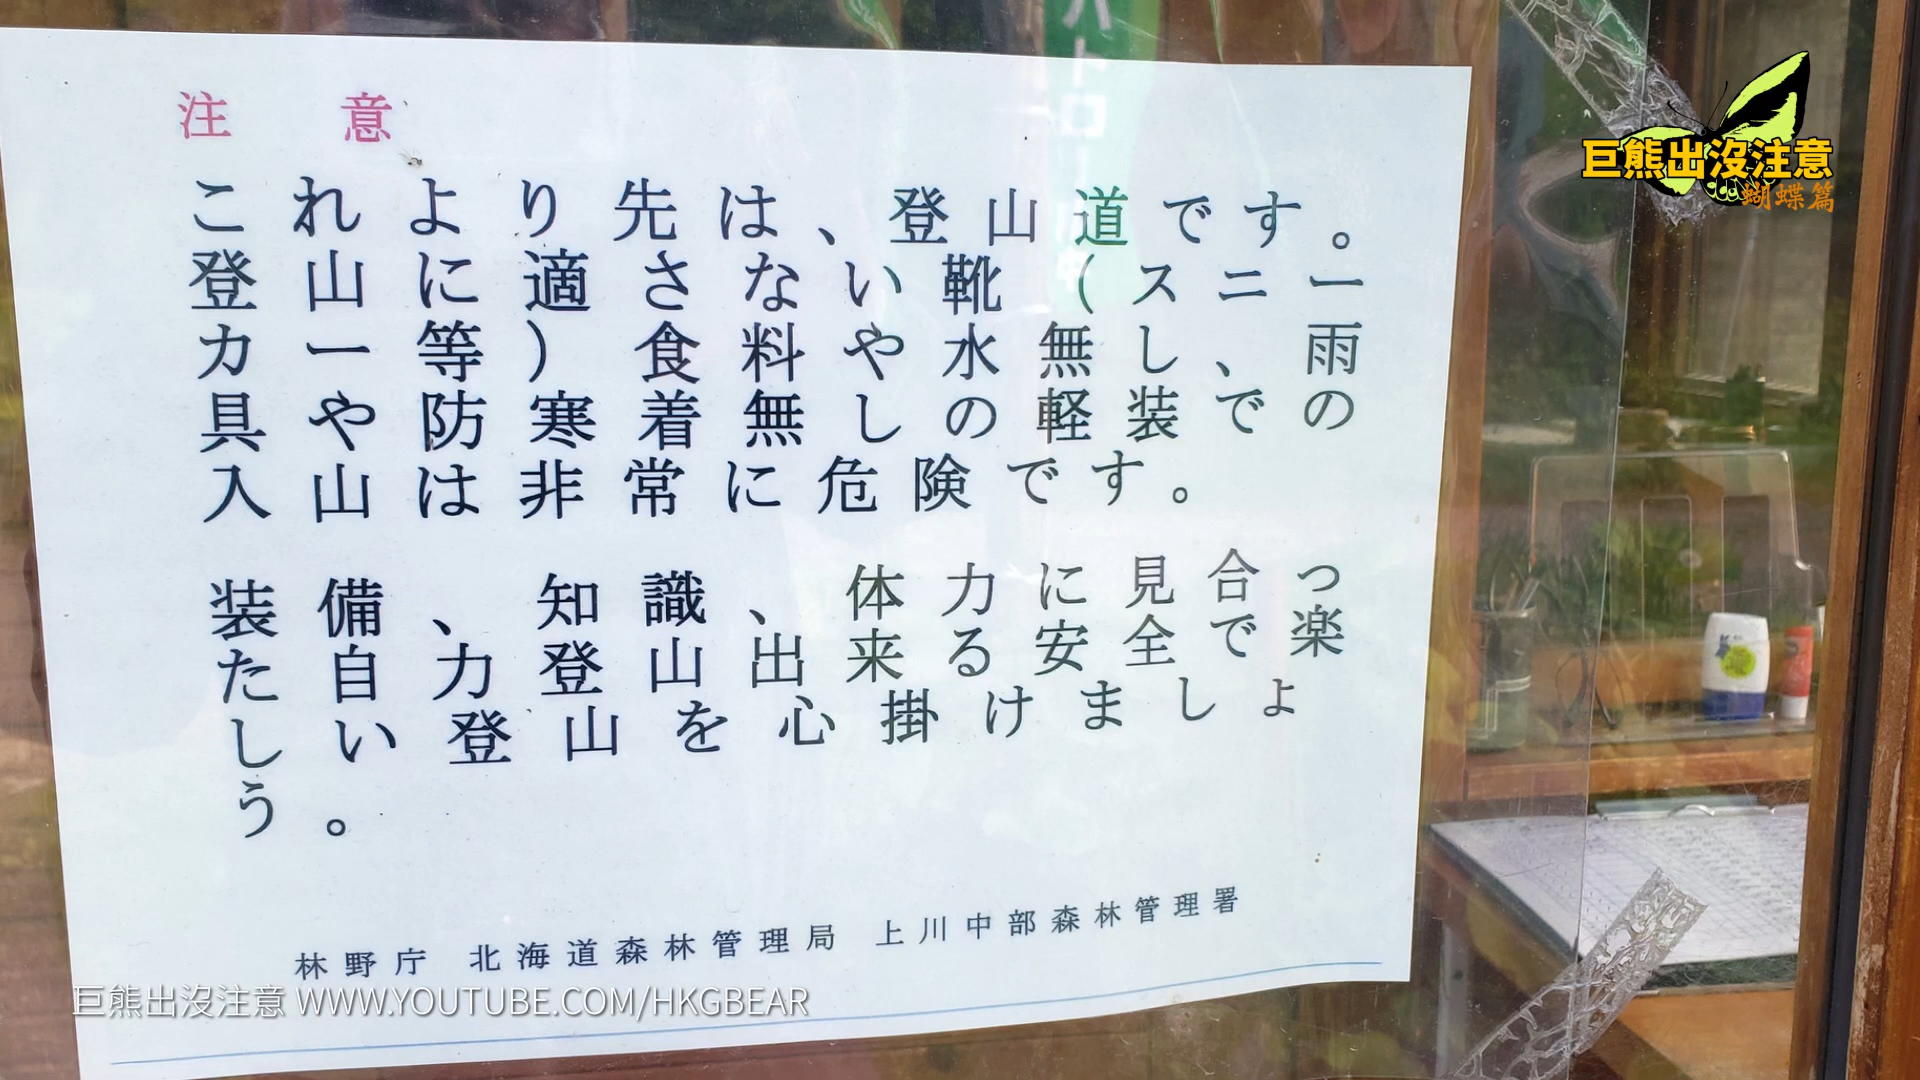 パトロー
注意
これより先は、登山道です。
登山に適さない靴(スニー
カー等)食料や水無し、雨
具や防寒着無しの軽装での
入山は非常に危険です。
装備、知識、体力に見合っ
た自力登山出来る安全で楽
しい登山を心掛けましょ
う。
林野庁 北海道森林管理局 上川中部森林管理署
巨熊出沒注意
蝴蝶篇
巨熊出沒注意 WWW.YOUTUBE.COM/HKGBEAR